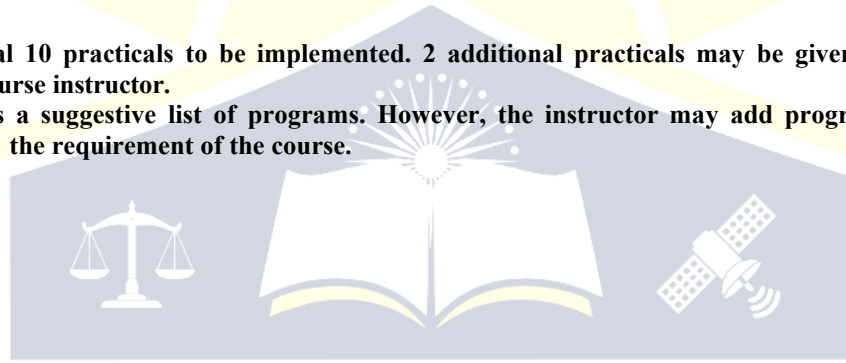 al 10 practicals to be implemented. 2 additional practicals may be given
urse instructor.
s a suggestive list of programs. However, the instructor may add progr
the requirement of the course.